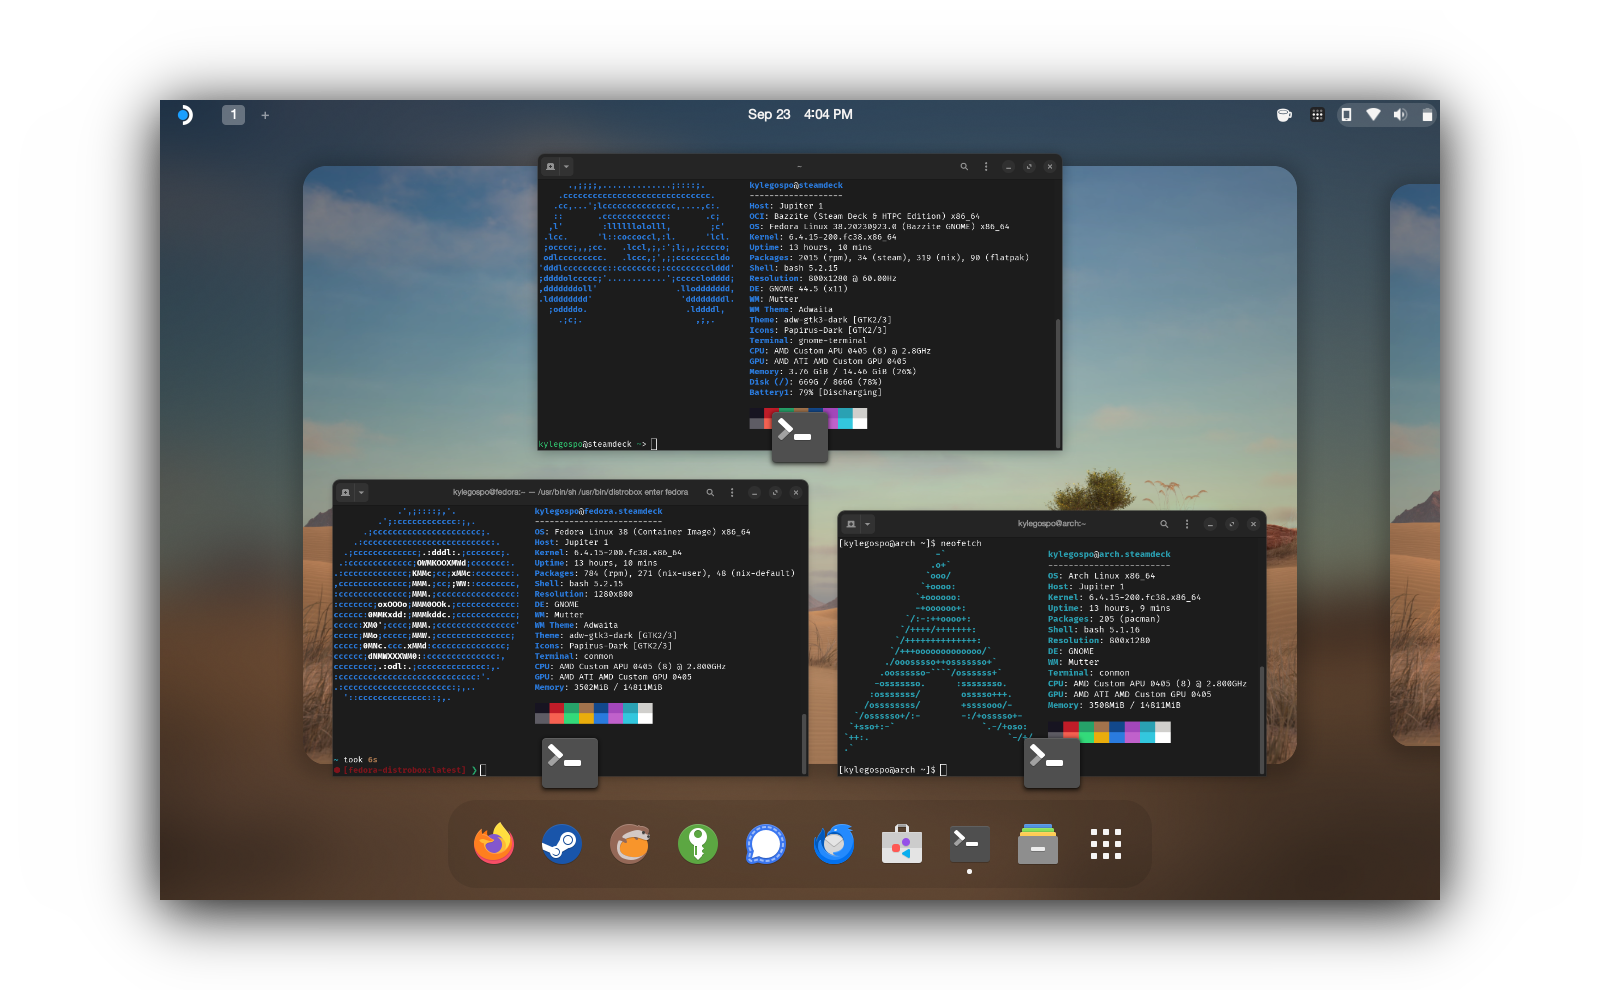 1 +
Sep 23 4:04 PM
~
kylegospo@steamdeck
-------------------
Host: Jupiter 1
OCI: Bazzite (Steam Deck & HTPC Edition) x86_64
OS: Fedora Linux 38.20230923.0 (Bazzite GNOME) x86_64
Kernel: 6.4.15-200.fc38.x86_64
Uptime: 13 hours, 10 mins
Packages: 2015 (rpm), 34 (steam), 319 (nix), 90 (flatpak)
Shell: bash 5.2.15
Resolution: 800x1280 @ 60.00Hz
DE: GNOME 44.5 (x11)
WM: Mutter
WM Theme: Adwaita
Theme: adw-gtk3-dark [GTK2/3]
Icons: Papirus-Dark [GTK2/3]
Terminal: gnome-terminal
CPU: AMD Custom APU 0405 (8) @ 2.8GHz
GPU: AMD ATI AMD Custom GPU 0405
Memory: 3.76 GiB / 14.46 GiB (26%)
Disk (/): 669G / 866G (78%)
Battery1: 79% [Discharging]
kylegospo@steamdeck ~>
kylegospo@fedora:~ — /usr/bin/sh /usr/bin/distrobox enter fedora
kylegospo@fedora.steamdeck
--------------------------
OS: Fedora Linux 38 (Container Image) x86_64
Host: Jupiter 1
Kernel: 6.4.15-200.fc38.x86_64
Uptime: 13 hours, 10 mins
Packages: 784 (rpm), 271 (nix-user), 48 (nix-default)
Shell: bash 5.2.15
Resolution: 1280x800
DE: GNOME
WM: Mutter
WM Theme: Adwaita
Theme: adw-gtk3-dark [GTK2/3]
Icons: Papirus-Dark [GTK2/3]
Terminal: conmon
CPU: AMD Custom APU 0405 (8) @ 2.800GHz
GPU: AMD ATI AMD Custom GPU 0405
Memory: 3502MiB / 14811MiB
~ took 6s
[fedora-distrobox:latest] ❯
kylegospo@arch:~
[kylegospo@arch ~]$ neofetch
kylegospo@arch.steamdeck
-------------------------
OS: Arch Linux x86_64
Host: Jupiter 1
Kernel: 6.4.15-200.fc38.x86_64
Uptime: 13 hours, 9 mins
Packages: 205 (pacman)
Shell: bash 5.1.16
Resolution: 800x1280
DE: GNOME
WM: Mutter
Terminal: conmon
CPU: AMD Custom APU 0405 (8) @ 2.800GHz
GPU: AMD ATI AMD Custom GPU 0405
Memory: 3508MiB / 14811MiB
[kylegospo@arch ~]$